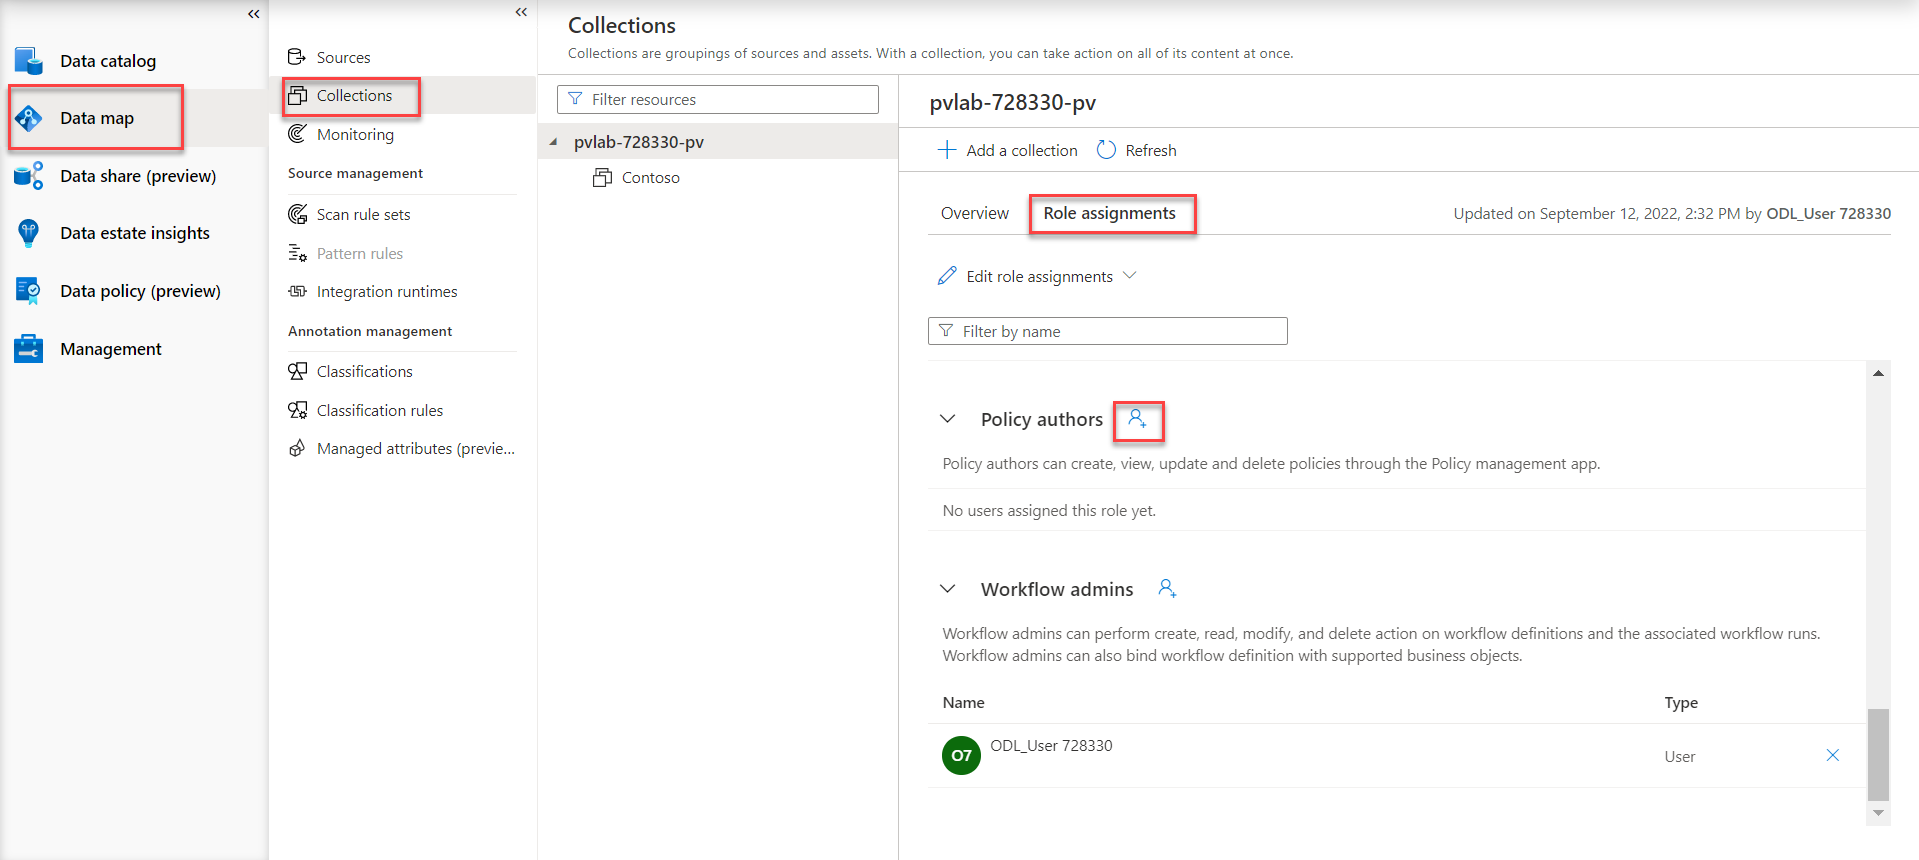 «
Data catalog
Data map
Data share (preview)
Data estate insights
Data policy (preview)
Management
«
Sources
Collections
Monitoring
Source management
Scan rule sets
Pattern rules
Integration runtimes
Annotation management
Classifications
Classification rules
Managed attributes (previe...
Collections
Collections are groupings of sources and assets. With a collection, you can take action on all of its content at once.
Filter resources
pvlab-728330-pv
Contoso
pvlab-728330-pv
Add a collection Refresh
Overview Role assignments Updated on September 12, 2022, 2:32 PM by ODL_User 728330
Edit role assignments
Filter by name
Policy authors
Policy authors can create, view, update and delete policies through the Policy management app.
No users assigned this role yet.
Workflow admins
Workflow admins can perform create, read, modify, and delete action on workflow definitions and the associated workflow runs.
Workflow admins can also bind workflow definition with supported business objects.
Name Type
O7 ODL_User 728330 User